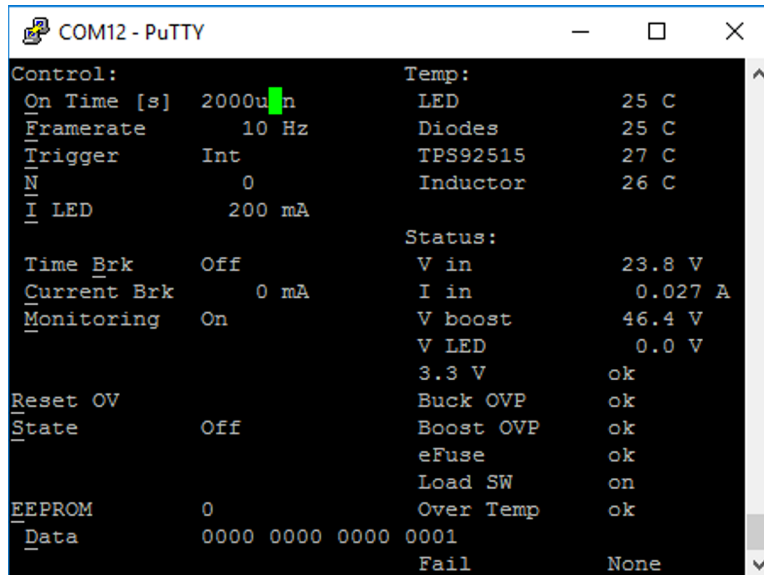 COM12 - PuTTY
Control: Temp:
On Time [s] 2000u n LED 25 C
Framerate 10 Hz Diodes 25 C
Trigger Int TPS92515 27 C
N 0 Inductor 26 C
I LED 200 mA
Status:
Time Brk Off V in 23.8 V
Current Brk 0 mA I in 0.027 A
Monitoring On V boost 46.4 V
V LED 0.0 V
3.3 V ok
Reset OV Buck OVP ok
State Off Boost OVP ok
eFuse ok
Load SW on
EEPROM 0 Over Temp ok
Data 0000 0000 0000 0001
Fail None